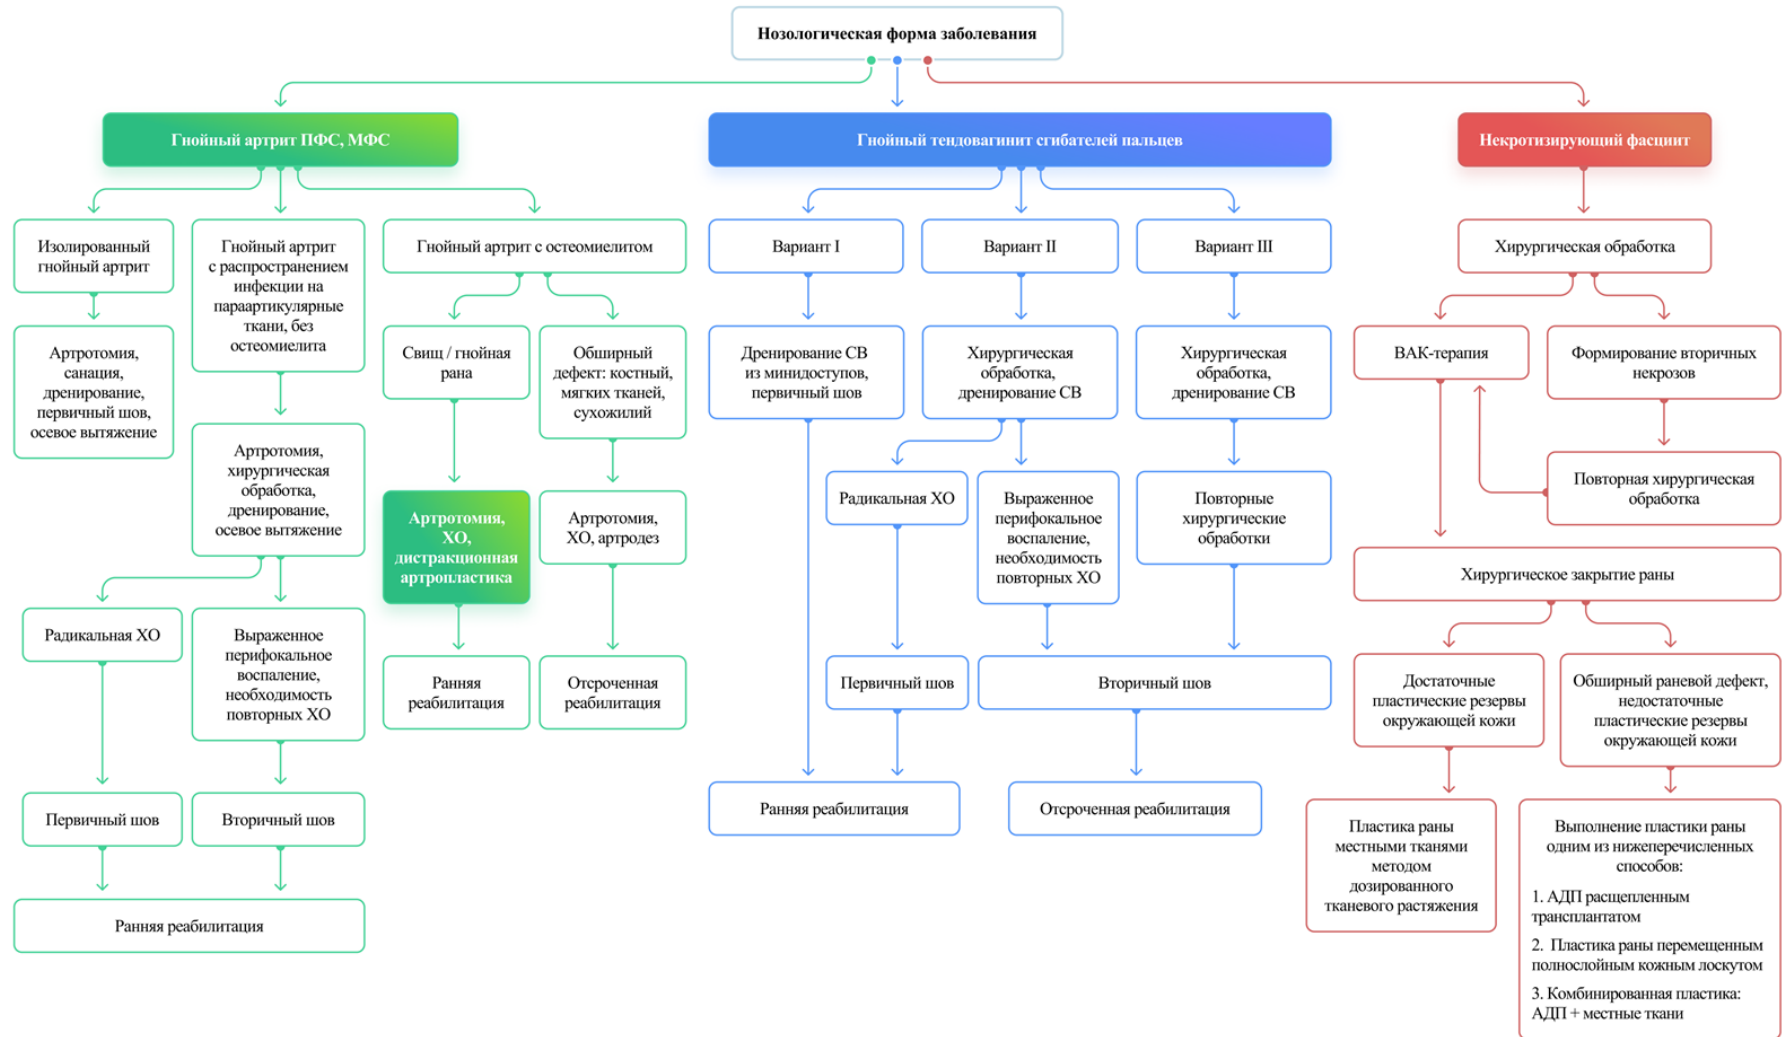 Нозологическая форма заболевания
Гнойный артрит ПФС, МФС
Изолированный
гнойный артрит
Артротомия,
санация,
дренирование,
первичный шов,
осевое вытяжение
Гнойный артрит
с распространением
инфекции на
параартикулярные
ткани, без
остеомиелита
Артротомия,
хирургическая
обработка,
дренирование,
осевое вытяжение
Радикальная ХО
Выраженное
перифокальное
воспаление,
необходимость
повторных ХО
Первичный шов
Вторичный шов
Ранняя реабилитация
Гнойный артрит с остеомиелитом
Свищ / гнойная
рана
Обширный
дефект: костный,
мягких тканей,
сухожилий
Артротомия,
ХО,
дистракционная
артропластика
Артротомия,
ХО, артродез
Ранняя
реабилитация
Отсроченная
реабилитация
Гнойный тендовагинит сгибателей пальцев
Вариант I
Вариант II
Вариант III
Дренирование СВ
из минидоступов,
первичный шов
Хирургическая
обработка,
дренирование СВ
Хирургическая
обработка,
дренирование СВ
Радикальная ХО
Выраженное
перифокальное
воспаление,
необходимость
повторных ХО
Повторные
хирургические
обработки
Первичный шов
Вторичный шов
Ранняя реабилитация
Отсроченная реабилитация
Некротизирующий фасциит
Хирургическая обработка
ВАК-терапия
Формирование вторичных
некрозов
Повторная хирургическая
обработка
Хирургическое закрытие раны
Достаточные
пластические резервы
окружающей кожи
Обширный раневой дефект,
недостаточные
пластические резервы
окружающей кожи
Пластика раны
местными тканями
методом
дозированного
тканевого растяжения
Выполнение пластики раны
одним из нижеперечисленных
способов:
1. АДП расщепленным
трансплантатом
2. Пластика раны перемещенным
полнослойным кожным лоскутом
3. Комбинированная пластика:
АДП + местные ткани